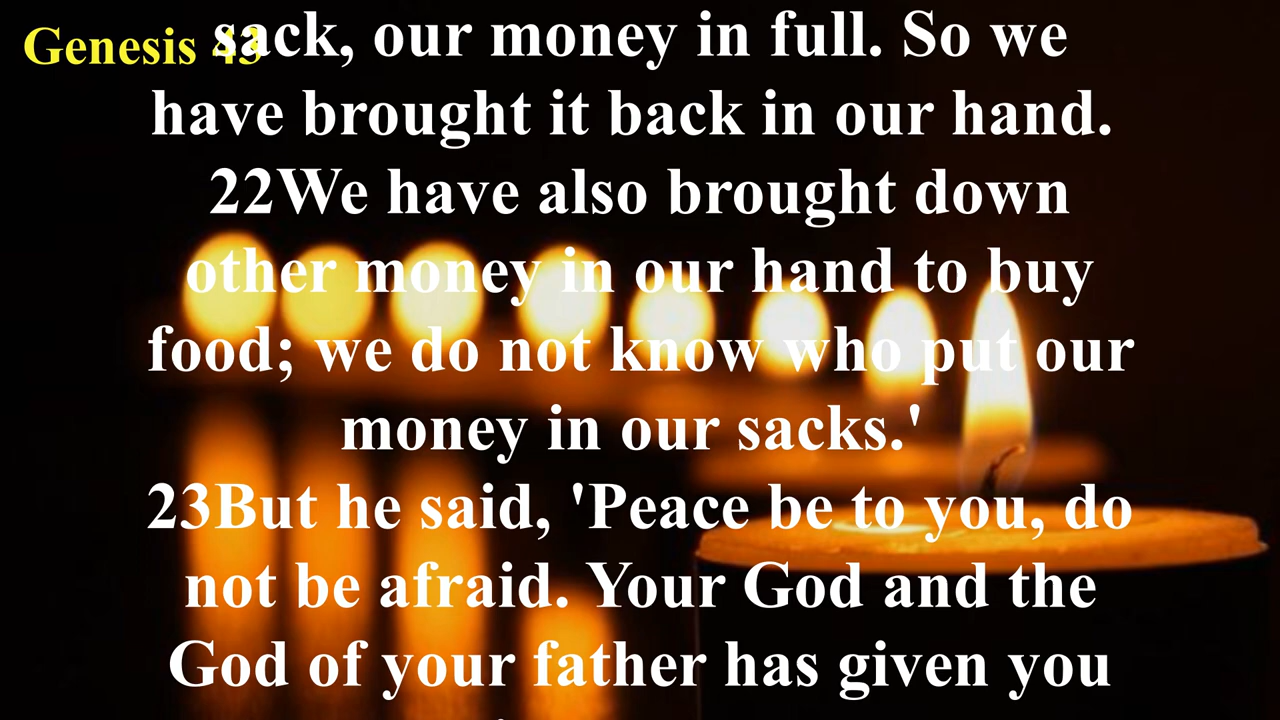 Genesis 43
sack, our money in full. So we
have brought it back in our hand.
22We have also brought down
other money in our hand to buy
food; we do not know who put our
money in our sacks.'
23But he said, 'Peace be to you, do
not be afraid. Your God and the
God of your father has given you